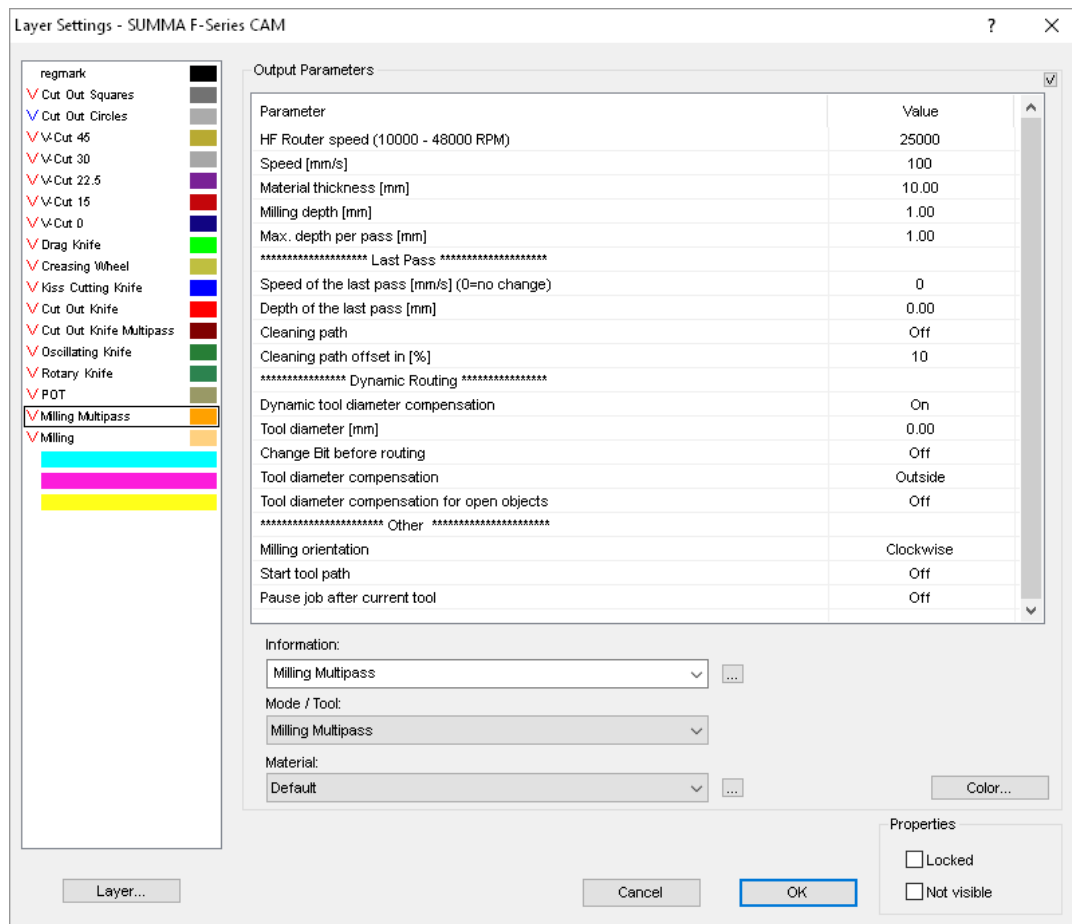 Layer Settings - SUMMA F-Series CAM ?
regmark
Cut Out Squares
Cut Out Circles
V-Cut 45
V-Cut 30
V-Cut 22.5
V-Cut 15
V-Cut 0
Drag Knife
Creasing Wheel
Kiss Cutting Knife
Cut Out Knife
Cut Out Knife Multipass
Oscillating Knife
Rotary Knife
POT
Milling Multipass
Milling
Layer...
Output Parameters
Parameter Value
HF Router speed (10000 - 48000 RPM) 25000
Speed [mm/s] 100
Material thickness [mm] 10.00
Milling depth [mm] 1.00
Max. depth per pass [mm] 1.00
******************** Last Pass ********************
Speed of the last pass [mm/s] (0=no change) 0
Depth of the last pass [mm] 0.00
Cleaning path Off
Cleaning path offset in [%] 10
**************** Dynamic Routing ****************
Dynamic tool diameter compensation On
Tool diameter [mm] 0.00
Change Bit before routing Off
Tool diameter compensation Outside
Tool diameter compensation for open objects Off
*********************** Other **********************
Milling orientation Clockwise
Start tool path Off
Pause job after current tool Off
Information:
Milling Multipass ...
Mode / Tool:
Milling Multipass
Material:
Default ...
Color...
Properties
Locked
Not visible
Cancel OK